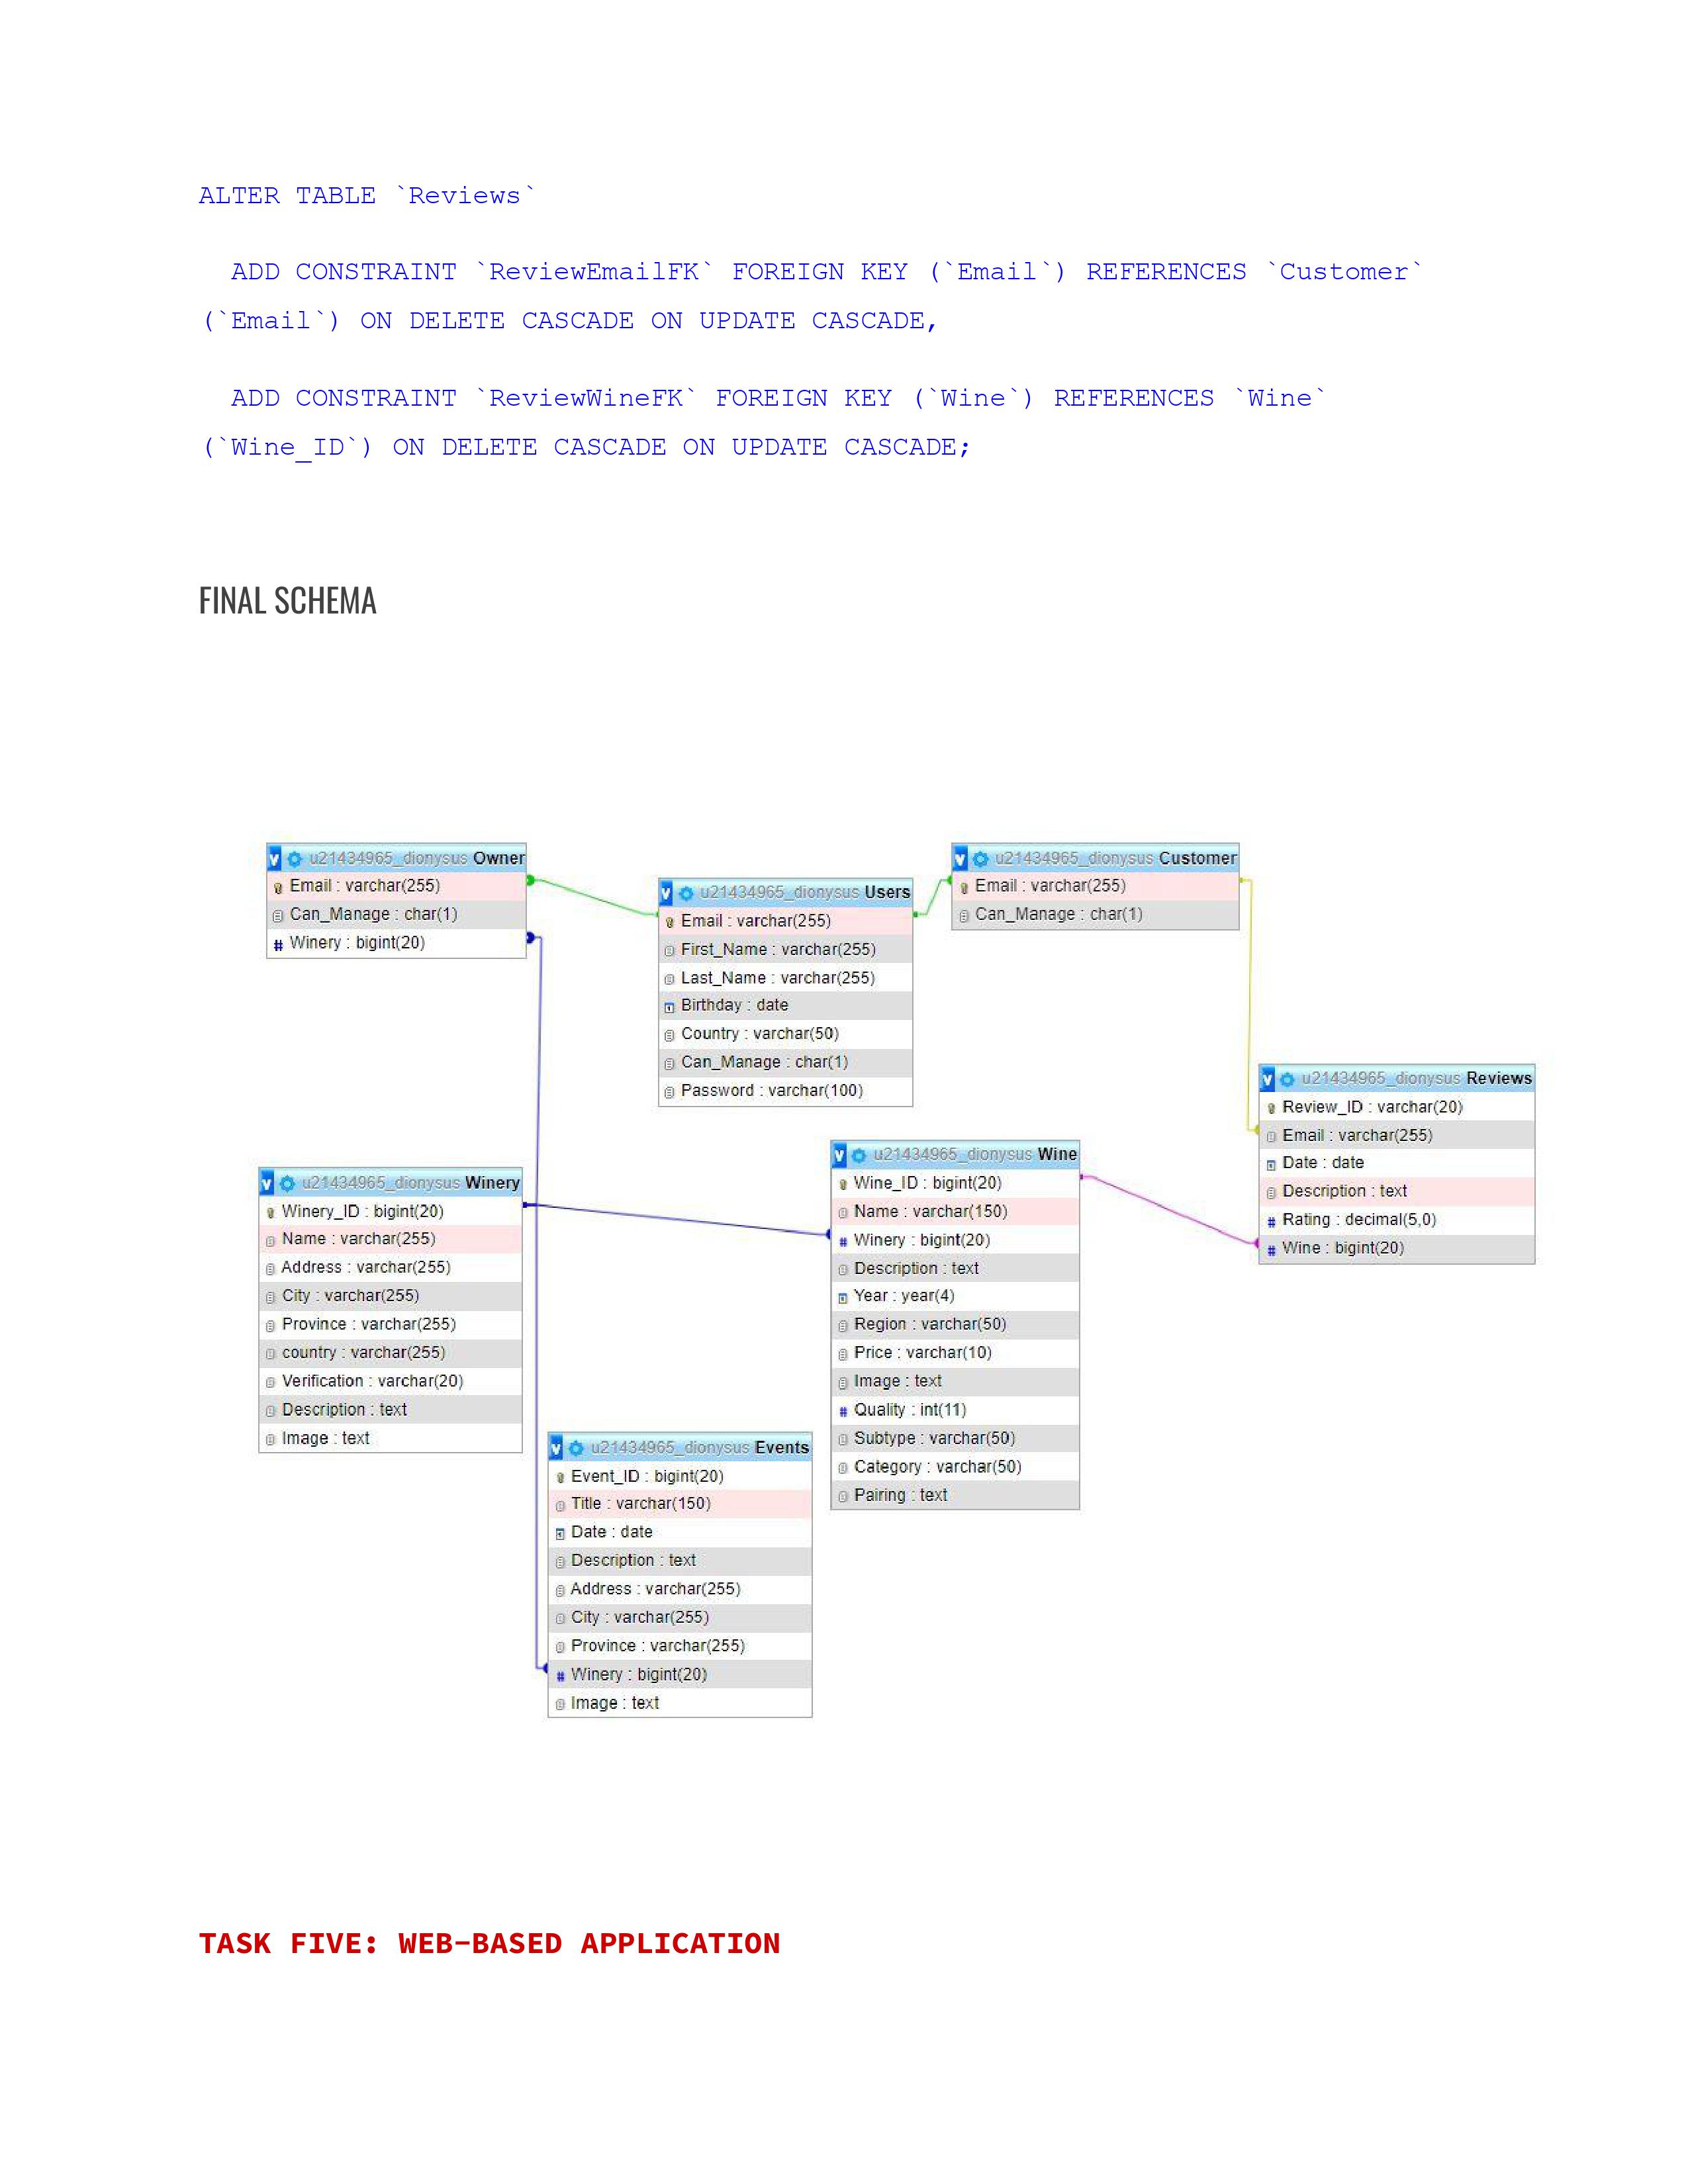 ALTER TABLE `Reviews`
ADD CONSTRAINT `ReviewEmailFK` FOREIGN KEY (`Email`) REFERENCES `Customer`
(`Email`) ON DELETE CASCADE ON UPDATE CASCADE,
ADD CONSTRAINT `ReviewWineFK` FOREIGN KEY (`Wine`) REFERENCES `Wine`
(`Wine_ID`) ON DELETE CASCADE ON UPDATE CASCADE;
FINAL SCHEMA
u21434965_dionysus Owner
Email : varchar(255)
Can_Manage : char(1)
Winery : bigint(20)
u21434965_dionysus Users
Email : varchar(255)
First_Name : varchar(255)
Last_Name : varchar(255)
Birthday : date
Country : varchar(50)
Can_Manage : char(1)
Password : varchar(100)
u21434965_dionysus Customer
Email : varchar(255)
Can_Manage : char(1)
u21434965_dionysus Reviews
Review_ID : varchar(20)
Email : varchar(255)
Date : date
Description : text
Rating : decimal(5,0)
Wine : bigint(20)
u21434965_dionysus Winery
Winery_ID : bigint(20)
Name : varchar(255)
Address : varchar(255)
City : varchar(255)
Province : varchar(255)
country : varchar(255)
Verification : varchar(20)
Description : text
Image : text
u21434965_dionysus Wine
Wine_ID : bigint(20)
Name : varchar(150)
Winery : bigint(20)
Description : text
Year : year(4)
Region : varchar(50)
Price : varchar(10)
Image : text
Quality : int(11)
Subtype : varchar(50)
Category : varchar(50)
Pairing : text
u21434965_dionysus Events
Event_ID : bigint(20)
Title : varchar(150)
Date : date
Description : text
Address : varchar(255)
City : varchar(255)
Province : varchar(255)
Winery : bigint(20)
Image : text
TASK FIVE: WEB-BASED APPLICATION